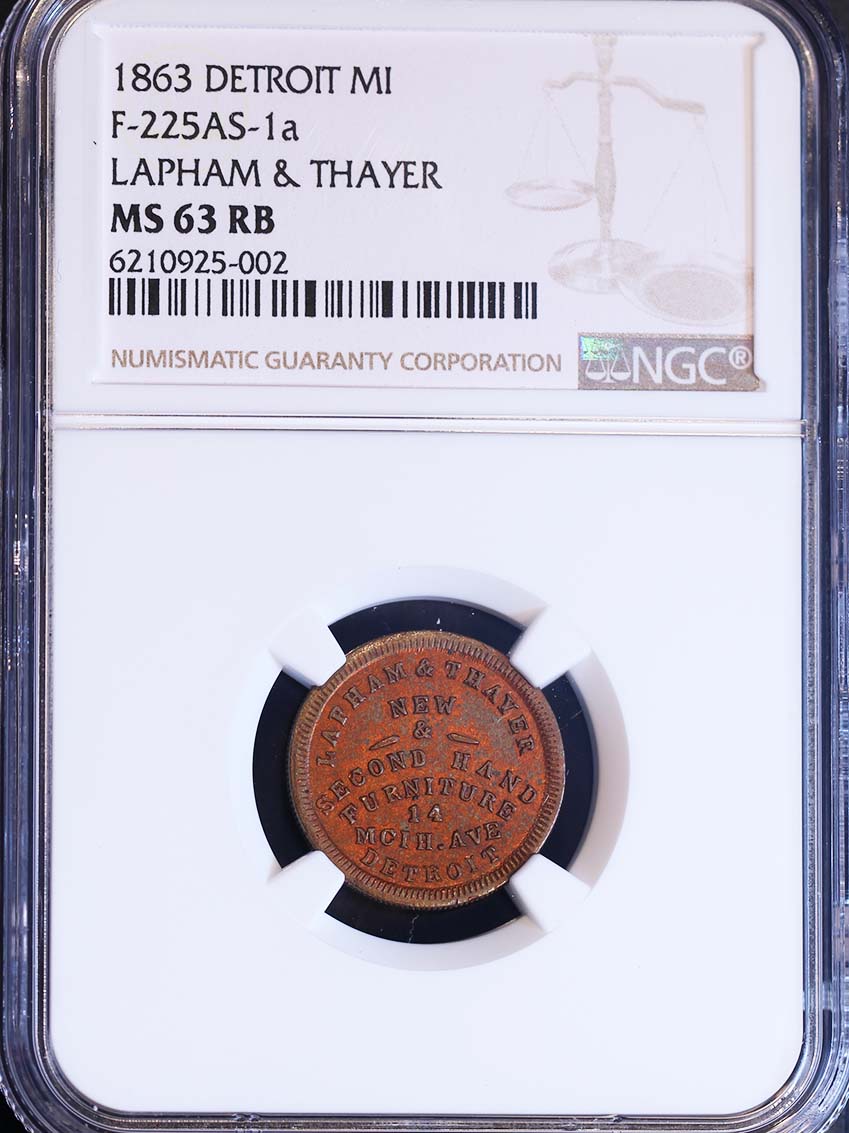 1863 DETROIT MI
F-225AS-1a
LAPHAM & THAYER
MS 63 RB
6210925-002
NUMISMATIC GUARANTY CORPORATION NGC®
LAPHAM & THAYER
NEW
&
SECOND HAND
FURNITURE
14
MCIH. AVE
DETROIT